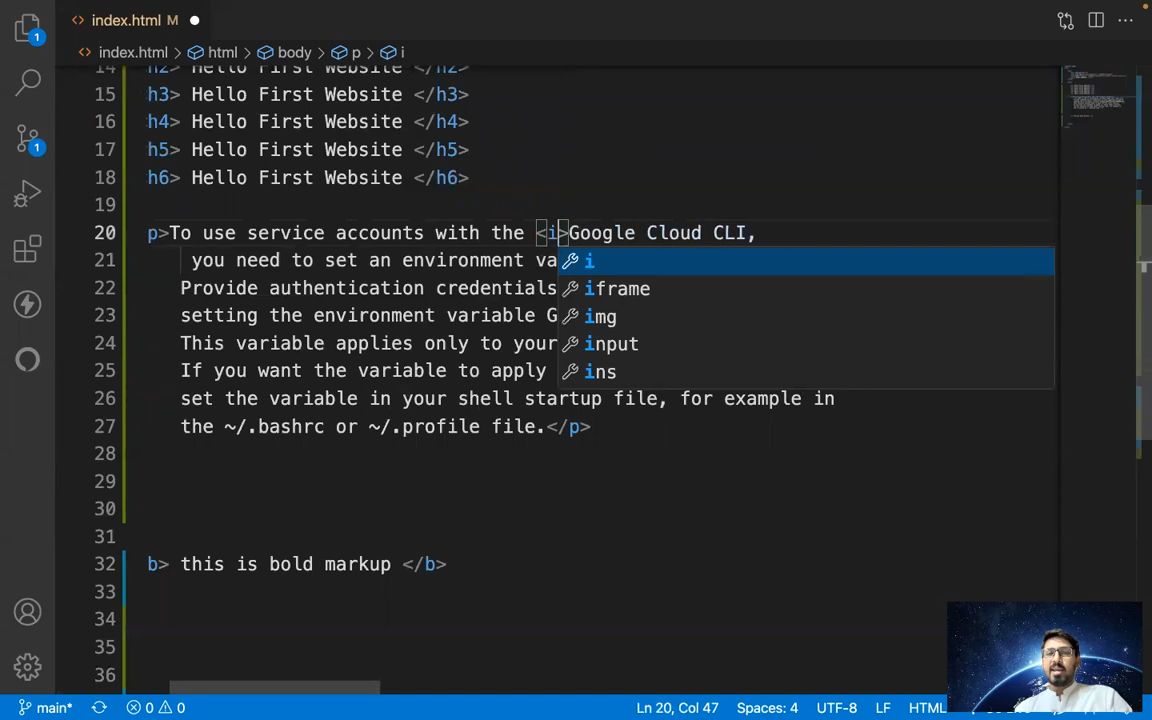 index.html M
index.html > html > body > p > i
14 h2> Hello First Website </h2>
15 h3> Hello First Website </h3>
16 h4> Hello First Website </h4>
17 h5> Hello First Website </h5>
18 h6> Hello First Website </h6>
19
20 p>To use service accounts with the <i>Google Cloud CLI,
21 you need to set an environment va
22 Provide authentication credentials
23 setting the environment variable G
24 This variable applies only to your
25 If you want the variable to apply
26 set the variable in your shell startup file, for example in
27 the ~/.bashrc or ~/.profile file.</p>
i
iframe
img
input
ins
28
29
30
31
32 b> this is bold markup </b>
33
34
35
36
1
1
main* 0 0 Ln 20, Col 47 Spaces: 4 UTF-8 LF HTML